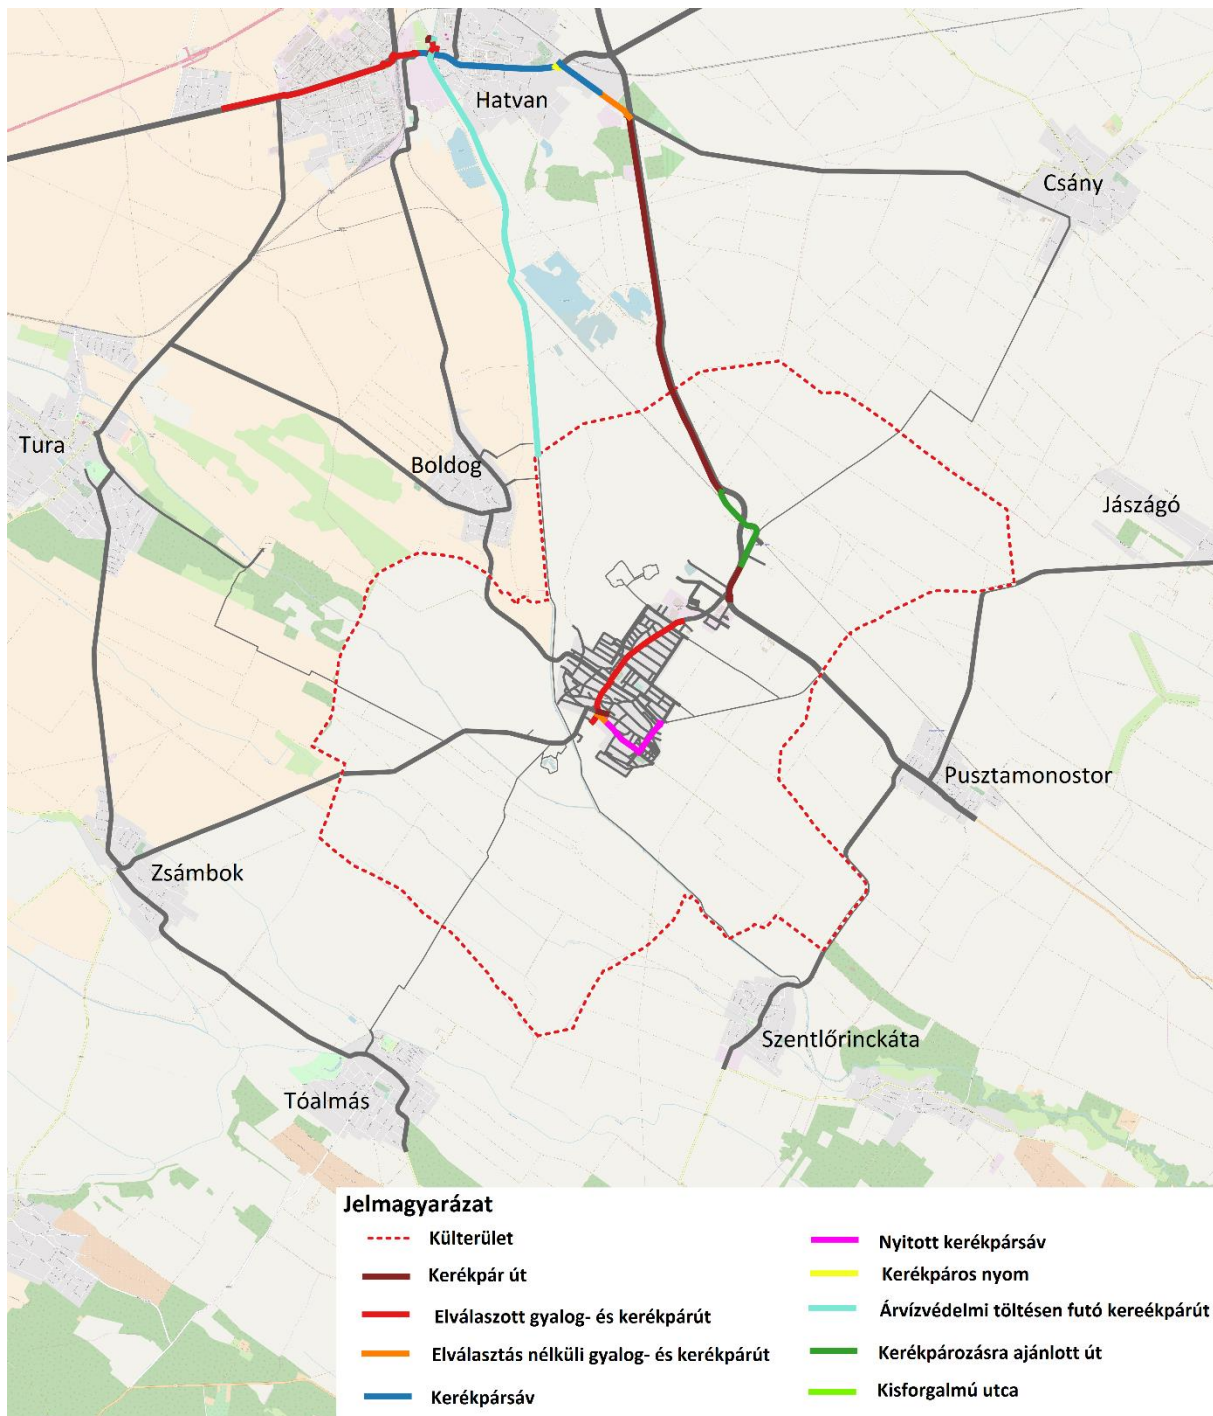 Hatvan
Csány
Tura
Boldog
Jászágó
Pusztamonostor
Zsámbok
Szentlőrinckáta
Tóalmás
Jelmagyarázat
Külterület
Kerékpár út
Elválaszott gyalog- és kerékpárút
Elválasztás nélküli gyalog- és kerékpárút
Kerékpársáv
Nyitott kerékpársáv
Kerékpáros nyom
Árvízvédelmi töltésen futó kereékpárút
Kerékpározásra ajánlott út
Kisforgalmú utca